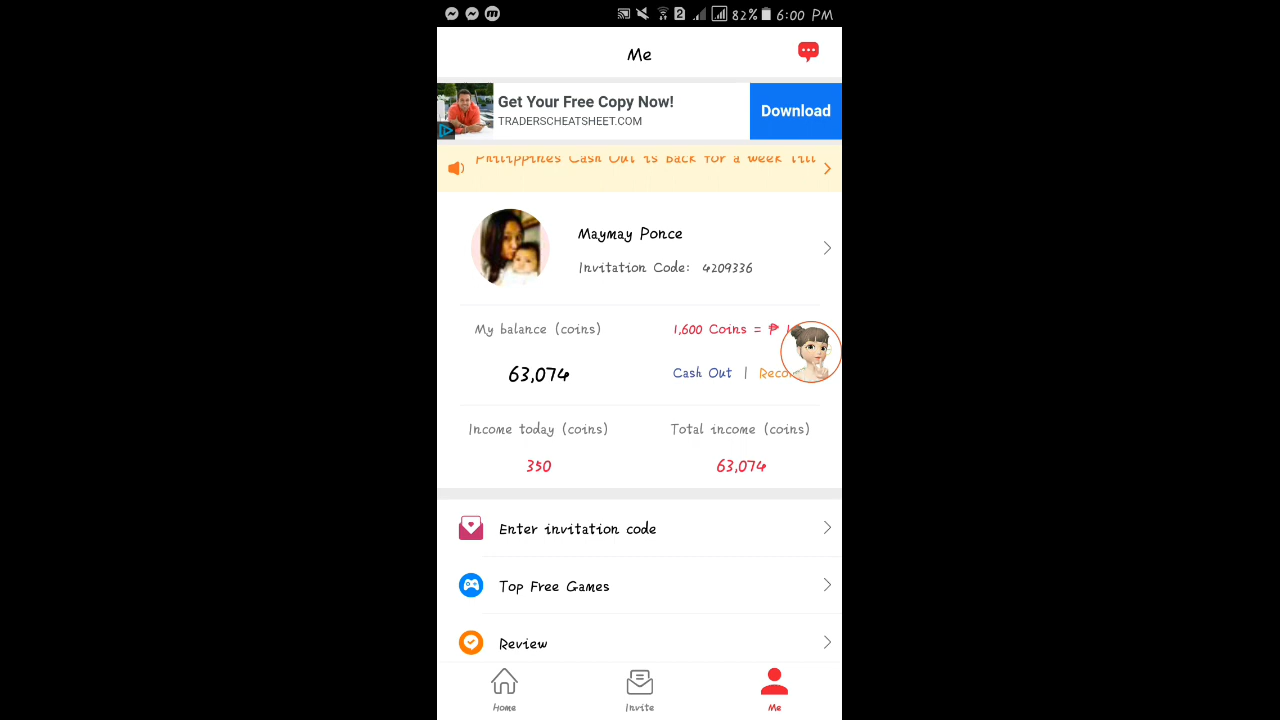 2 82% 6:00 PM
Me
Get Your Free Copy Now!
TRADERSCHEATSHEET.COM
Download
Philippines Cash Out is back for a week till
Maymay Ponce
Invitation Code: 4209336
My balance (coins)
1,600 Coins = ₱
63,074
Cash Out |
Income today (coins)
Total income (coins)
350
63,074
Enter invitation code
Top Free Games
Review
Home
Invite
Me